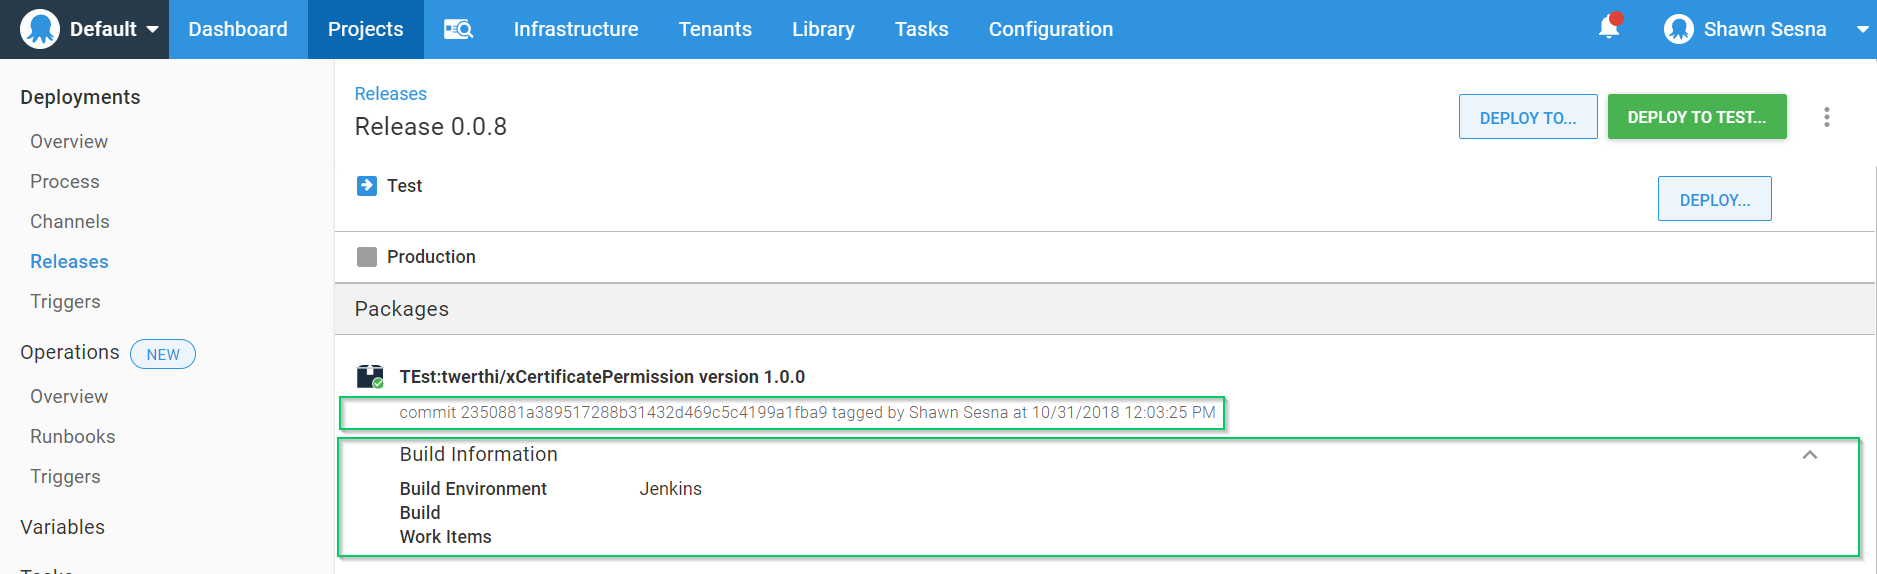 Default Dashboard Projects Infrastructure Tenants Library Tasks Configuration Shawn Sesna
Deployments
Overview
Process
Channels
Releases
Triggers
Operations NEW
Overview
Runbooks
Triggers
Variables
Tasks
Releases
Release 0.0.8
DEPLOY TO... DEPLOY TO TEST...
Test DEPLOY...
Production
Packages
TEst:twerthi/xCertificatePermission version 1.0.0
commit 2350881a389517288b31432d469c5c4199a1fba9 tagged by Shawn Sesna at 10/31/2018 12:03:25 PM
Build Information
Build Environment Jenkins
Build
Work Items